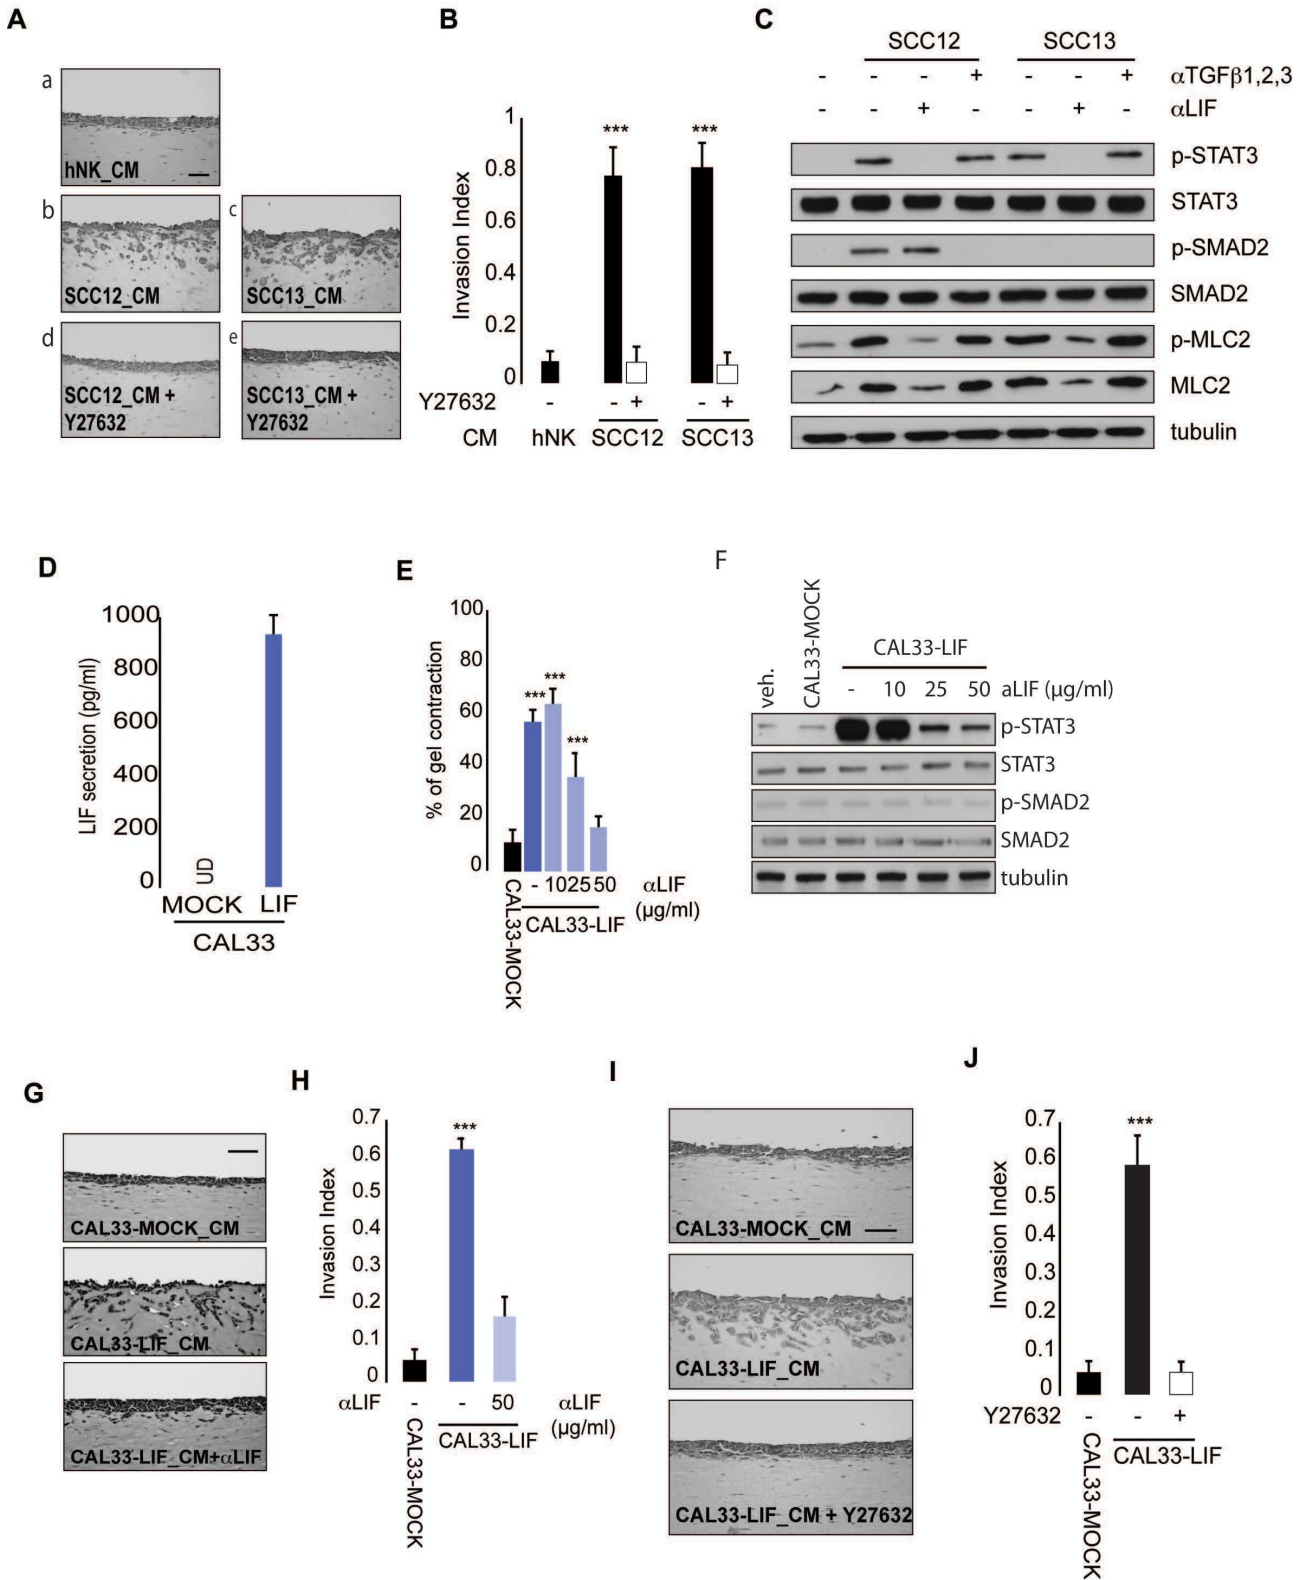 A
a
hNK_CM
b
SCC12_CM
c
SCC13_CM
d
SCC12_CM +
Y27632
e
SCC13_CM +
Y27632
B
Invasion Index
1
0.8
0.6
0.4
0.2
0
*** ***
Y27632 - - + - +
CM hNK SCC12 SCC13
C
SCC12 SCC13
- - - + - - + αTGFβ1,2,3
- - + - - + - αLIF
p-STAT3
STAT3
p-SMAD2
SMAD2
p-MLC2
MLC2
tubulin
D
LIF secretion (pg/ml)
1000
800
600
400
200
0
UD
MOCK LIF
CAL33
E
% of gel contraction
100
80
60
40
20
0
*** *** ***
- 10 25 50 αLIF
(µg/ml)
CAL33-MOCK
CAL33-LIF
F
veh.
CAL33-MOCK
CAL33-LIF
- 10 25 50 aLIF (µg/ml)
p-STAT3
STAT3
p-SMAD2
SMAD2
tubulin
G
CAL33-MOCK_CM
CAL33-LIF_CM
CAL33-LIF_CM+αLIF
H
Invasion Index
0.7
0.6
0.5
0.4
0.3
0.2
0.1
0
***
αLIF - - 50 αLIF
(µg/ml)
CAL33-MOCK
CAL33-LIF
I
CAL33-MOCK_CM
CAL33-LIF_CM
CAL33-LIF_CM + Y27632
J
Invasion Index
0.7
0.6
0.5
0.4
0.3
0.2
0.1
0
***
Y27632 - - +
CAL33-MOCK
CAL33-LIF